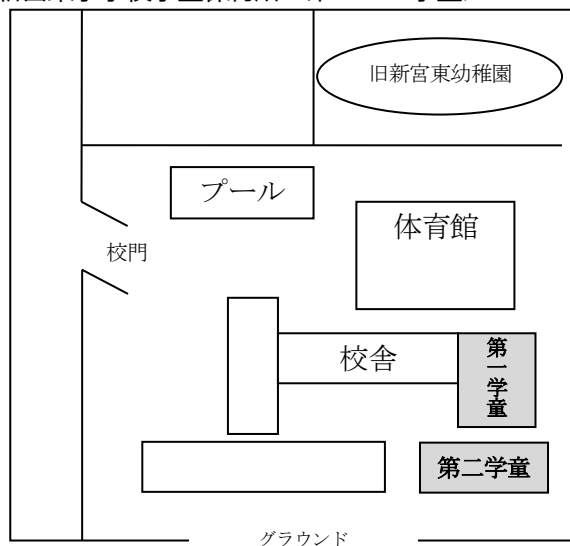 旧新宮東幼稚園
プール
体育館
校門
校舎
第一学童
第二学童
グラウンド